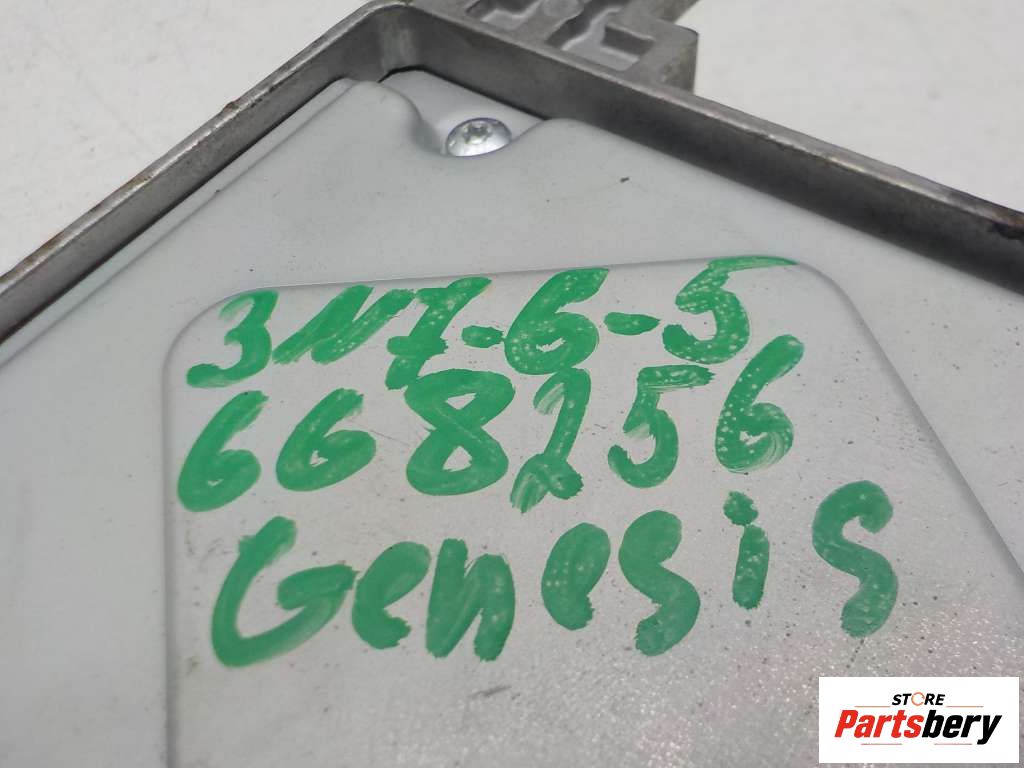 3N7-6-5
668256
Genesis
STORE
Partsbery